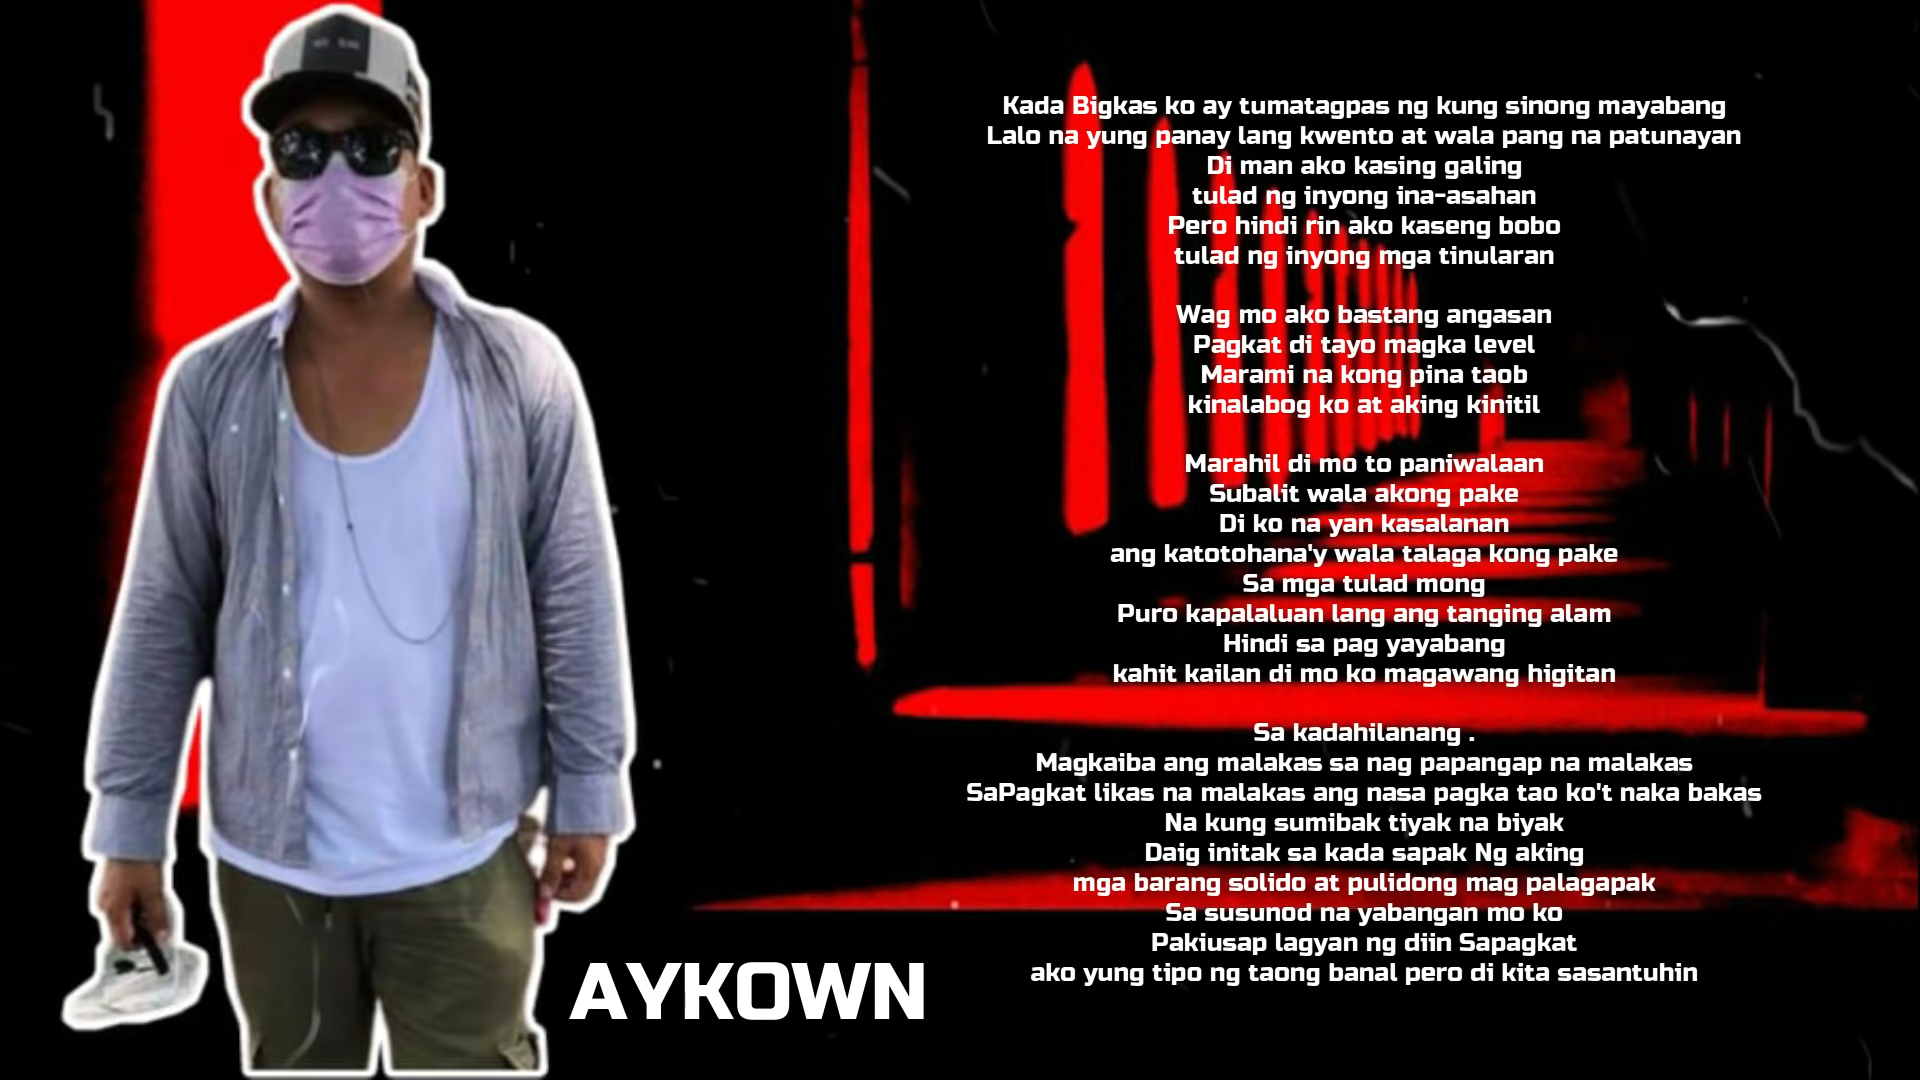 Kada Bigkas ko ay tumatagpas ng kung sinong mayabang
Lalo na yung panay lang kwento at wala pang na patunayan
Di man ako kasing galing
tulad ng inyong ina-asahan
Pero hindi rin ako kaseng bobo
tulad ng inyong mga tinularan
Wag mo ako bastang angasan
Pagkat di tayo magka level
Marami na kong pina taob
kinalabog ko at aking kinitil
Marahil di mo to paniwalaan
Subalit wala akong pake
Di ko na yan kasalanan
ang katotohana'y wala talaga kong pake
Sa mga tulad mong
Puro kapalaluan lang ang tanging alam
Hindi sa pag yayabang
kahit kailan di mo ko magawang higitan
Sa kadahilanang .
Magkaiba ang malakas sa nag papangap na malakas
SaPagkat likas na malakas ang nasa pagka tao ko't naka bakas
Na kung sumibak tiyak na biyak
Daig initak sa kada sapak Ng aking
mga barang solido at pulidong mag palagapak
Sa susunod na yabangan mo ko
Pakiusap lagyan ng diin Sapagkat
ako yung tipo ng taong banal pero di kita sasantuhin
AYKOWN